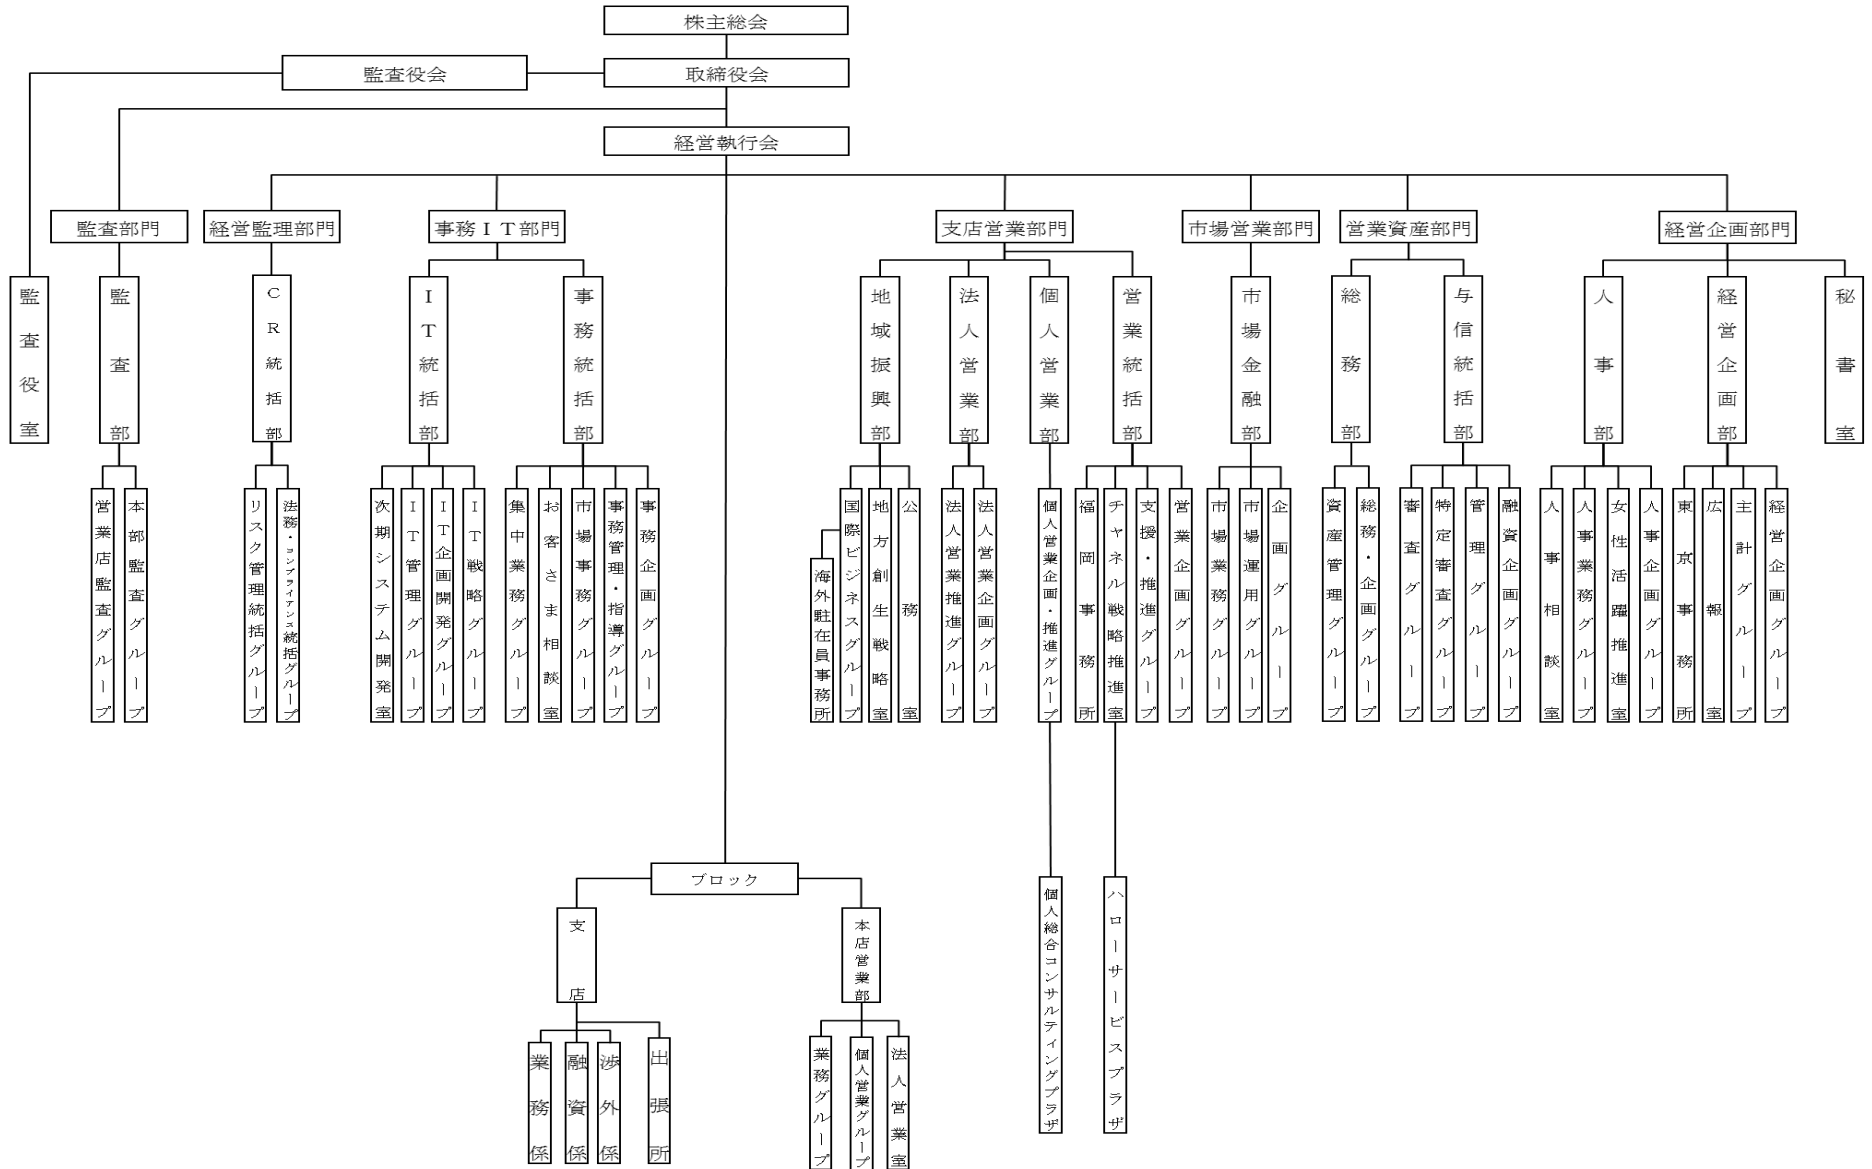 株主総会
監査役会
取締役会
経営執行会
監査部門
経営監理部門
事務ＩＴ部門
支店営業部門
市場営業部門
営業資産部門
経営企画部門
監査役室
監査部
ＣＲ統括部
ＩＴ統括部
事務統括部
地域振興部
法人営業部
個人営業部
営業統括部
市場金融部
総務部
与信統括部
人事部
経営企画部
秘書室
営業店監査グループ
本部監査グループ
リスク管理統括グループ
法務・コンプライアンス統括グループ
次期システム開発室
ＩＴ管理グループ
ＩＴ企画開発グループ
ＩＴ戦略グループ
集中業務グループ
お客さま相談室
市場事務グループ
事務管理・指導グループ
事務企画グループ
海外駐在員事務所
国際ビジネスグループ
地方創生戦略室
公務室
法人営業推進グループ
法人営業企画グループ
個人営業企画・推進グループ
福岡事務所
チャネル戦略推進室
支援・推進グループ
営業企画グループ
市場業務グループ
市場運用グループ
企画グループ
資産管理グループ
総務・企画グループ
審査グループ
特定審査グループ
管理グループ
融資企画グループ
人事相談室
人事業務グループ
女性活躍推進室
人事企画グループ
東京事務所
広報室
主計グループ
経営企画グループ
ブロック
支店
本店営業部
個人総合コンサルティングプラザ
ハローサービスプラザ
業務係
融資係
渉外係
出張所
業務グループ
個人営業グループ
法人営業室